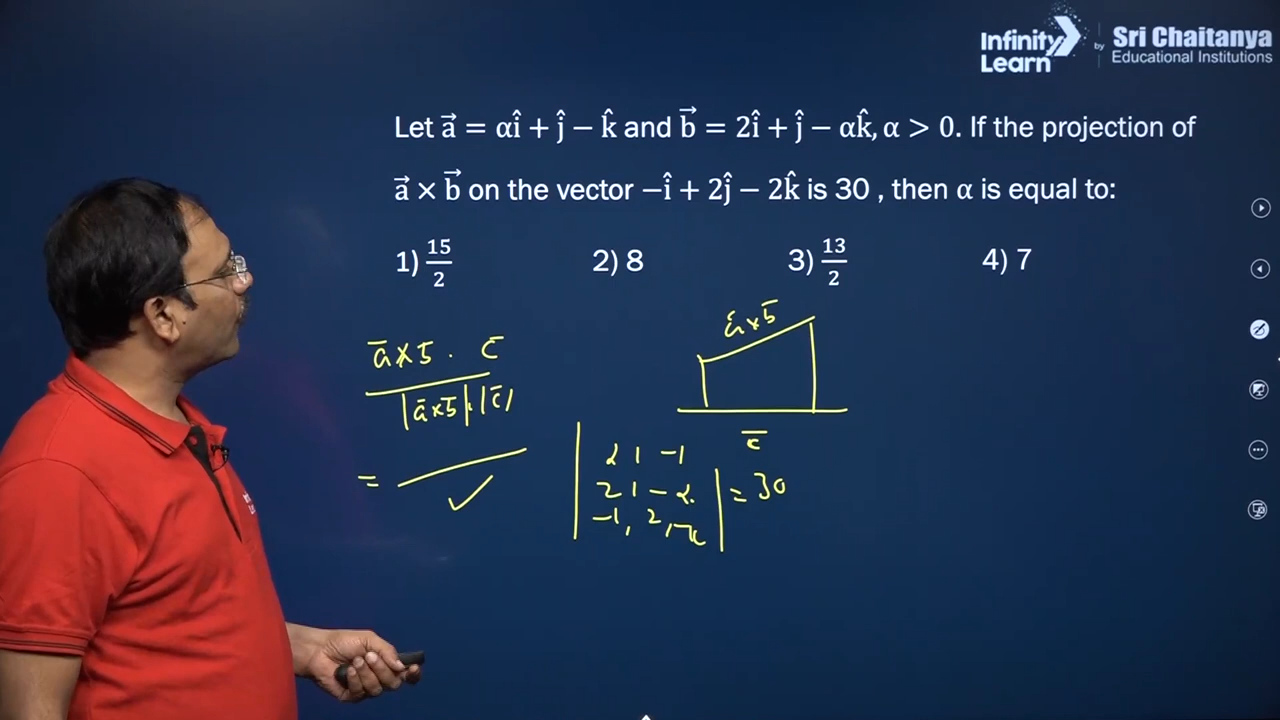 Infinity Learn by Sri Chaitanya Educational Institutions
Let a⃗ = αî + ĵ − k̂ and b⃗ = 2î + ĵ − αk̂, α > 0. If the projection of
a⃗ × b⃗ on the vector −î + 2ĵ − 2k̂ is 30 , then α is equal to:
1) 15/2 2) 8 3) 13/2 4) 7
a̅×b̅
a̅×b̅ . c̅
|a̅×b̅|.|c̅|
c̅
α 1 −1
2 1 −α
= 30
−1, 2,
=